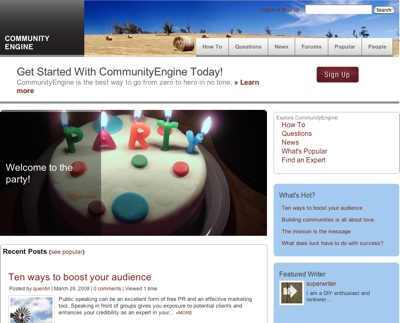 Search
COMMUNITY
ENGINE
How To
Questions
News
Forums
Popular
People
Get Started With CommunityEngine Today!
CommunityEngine is the best way to go from zero to hero in no time. » Learn
more
Sign Up
PARTY
Welcome to the
party!
Explore CommunityEngine:
How To
Questions
News
What's Popular
Find an Expert
What's Hot?
Ten ways to boost your audience
Building communities is all about love.
The mission is the message
What does luck have to do with success?
Recent Posts (see popular)
Ten ways to boost your audience
Posted by quentin | March 28, 2008 | 0 comments | Viewed 1 time
Public speaking can be an excellent form of free PR and an effective marketing
tool. Speaking in front of groups gives you exposure to potential clients and
enhances your credibility as an expert in your... »MORE
Featured Writer
superwriter
I am a DIY enthusiast and
tenkerer...